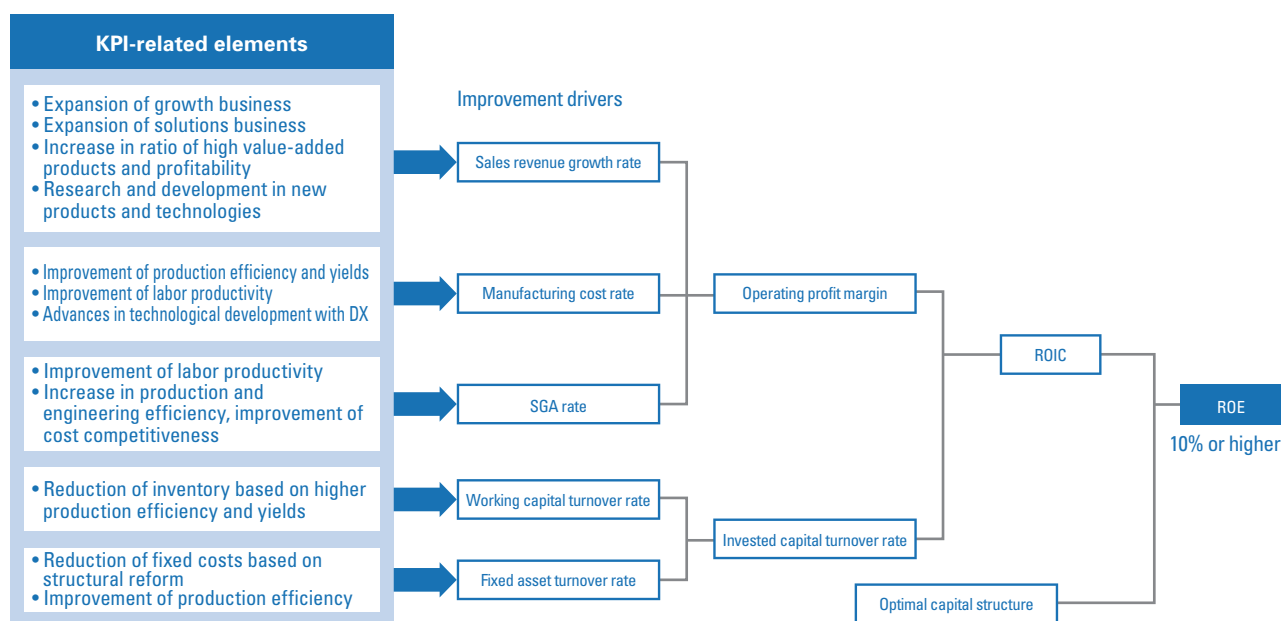 KPI-related elements
• Expansion of growth business
• Expansion of solutions business
• Increase in ratio of high value-added
products and profitability
• Research and development in new
products and technologies
• Improvement of production efficiency and yields
• Improvement of labor productivity
• Advances in technological development with DX
• Improvement of labor productivity
• Increase in production and
engineering efficiency, improvement of
cost competitiveness
• Reduction of inventory based on higher
production efficiency and yields
• Reduction of fixed costs based on
structural reform
• Improvement of production efficiency
Improvement drivers
Sales revenue growth rate
Manufacturing cost rate
SGA rate
Working capital turnover rate
Fixed asset turnover rate
Operating profit margin
Invested capital turnover rate
ROIC
Optimal capital structure
ROE
10% or higher